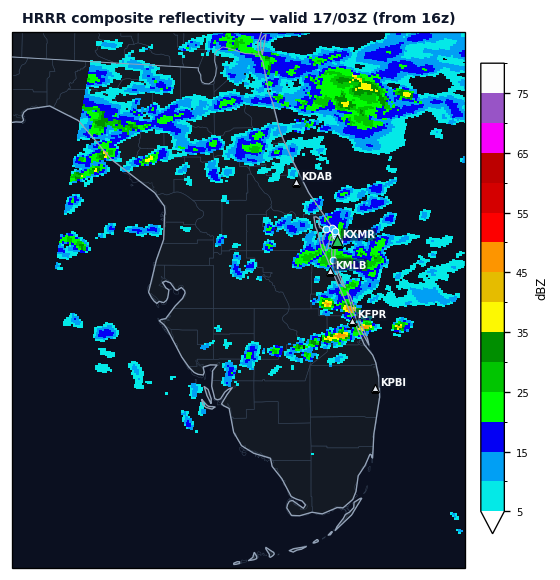 HRRR composite reflectivity — valid 17/03Z (from 16z)
75
65
55
45
35
25
15
5
dBZ
KDAB
KXMR
KMLB
KFPR
KPBI